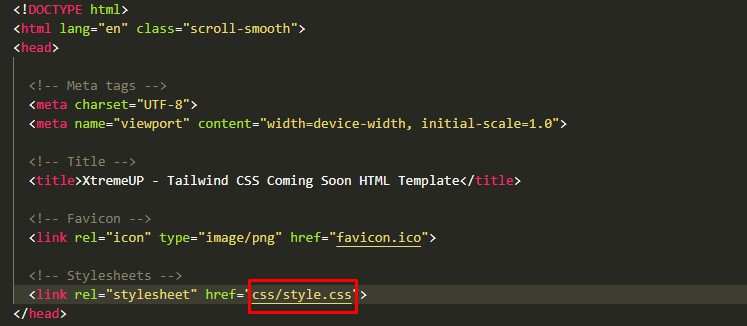 <!DOCTYPE html>
<html lang="en" class="scroll-smooth">
<head>
<!-- Meta tags -->
<meta charset="UTF-8">
<meta name="viewport" content="width=device-width, initial-scale=1.0">
<!-- Title -->
<title>XtremeUP - Tailwind CSS Coming Soon HTML Template</title>
<!-- Favicon -->
<link rel="icon" type="image/png" href="favicon.ico">
<!-- Stylesheets -->
<link rel="stylesheet" href="css/style.css">
</head>